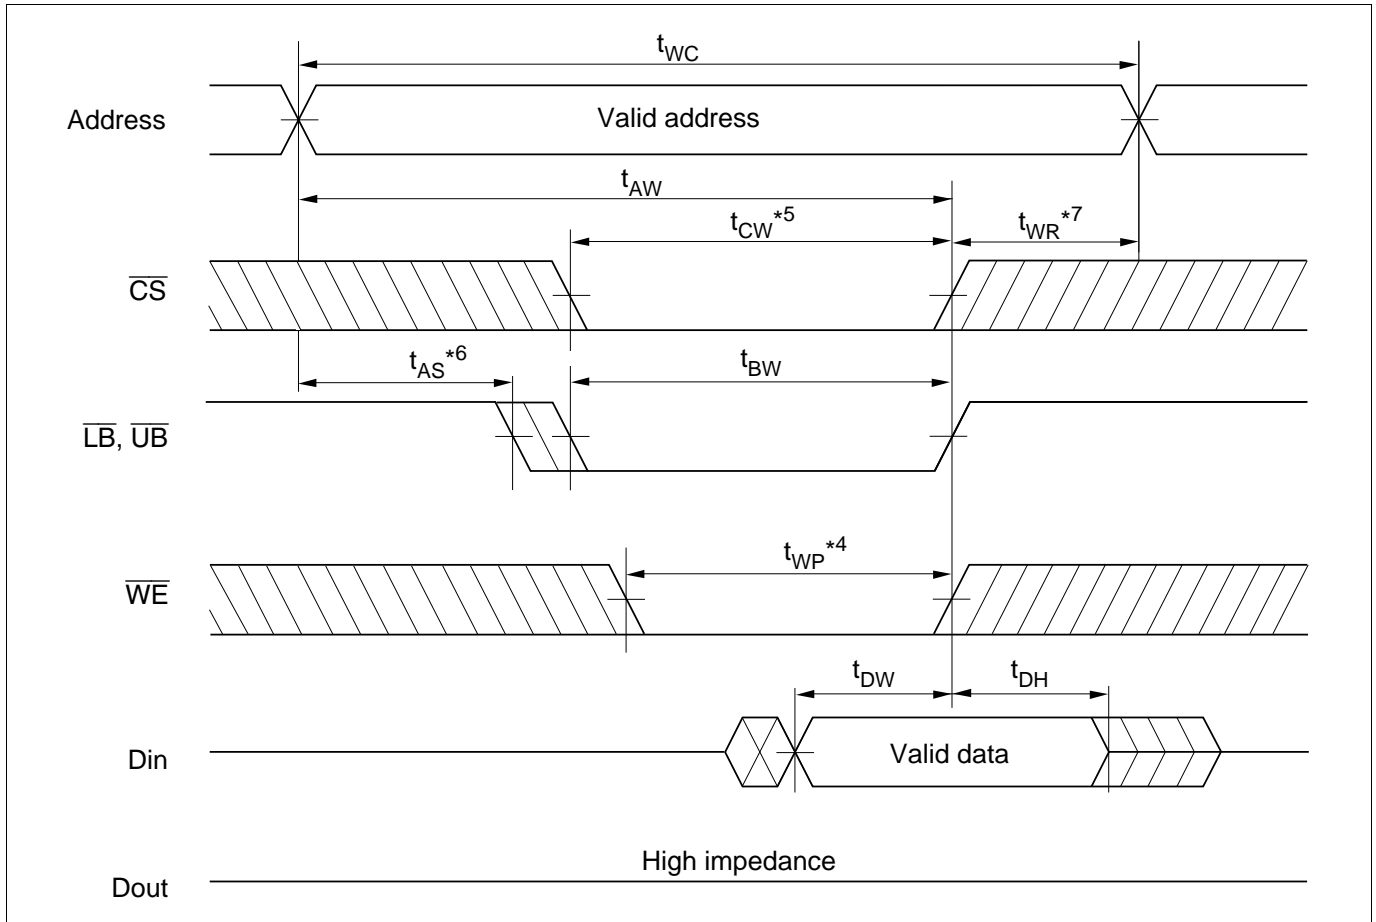 tWC
Address
Valid address
tAW
tCW*5
tWR*7
CS
tAS*6
tBW
LB, UB
tWP*4
WE
tDW
tDH
Din
Valid data
High impedance
Dout